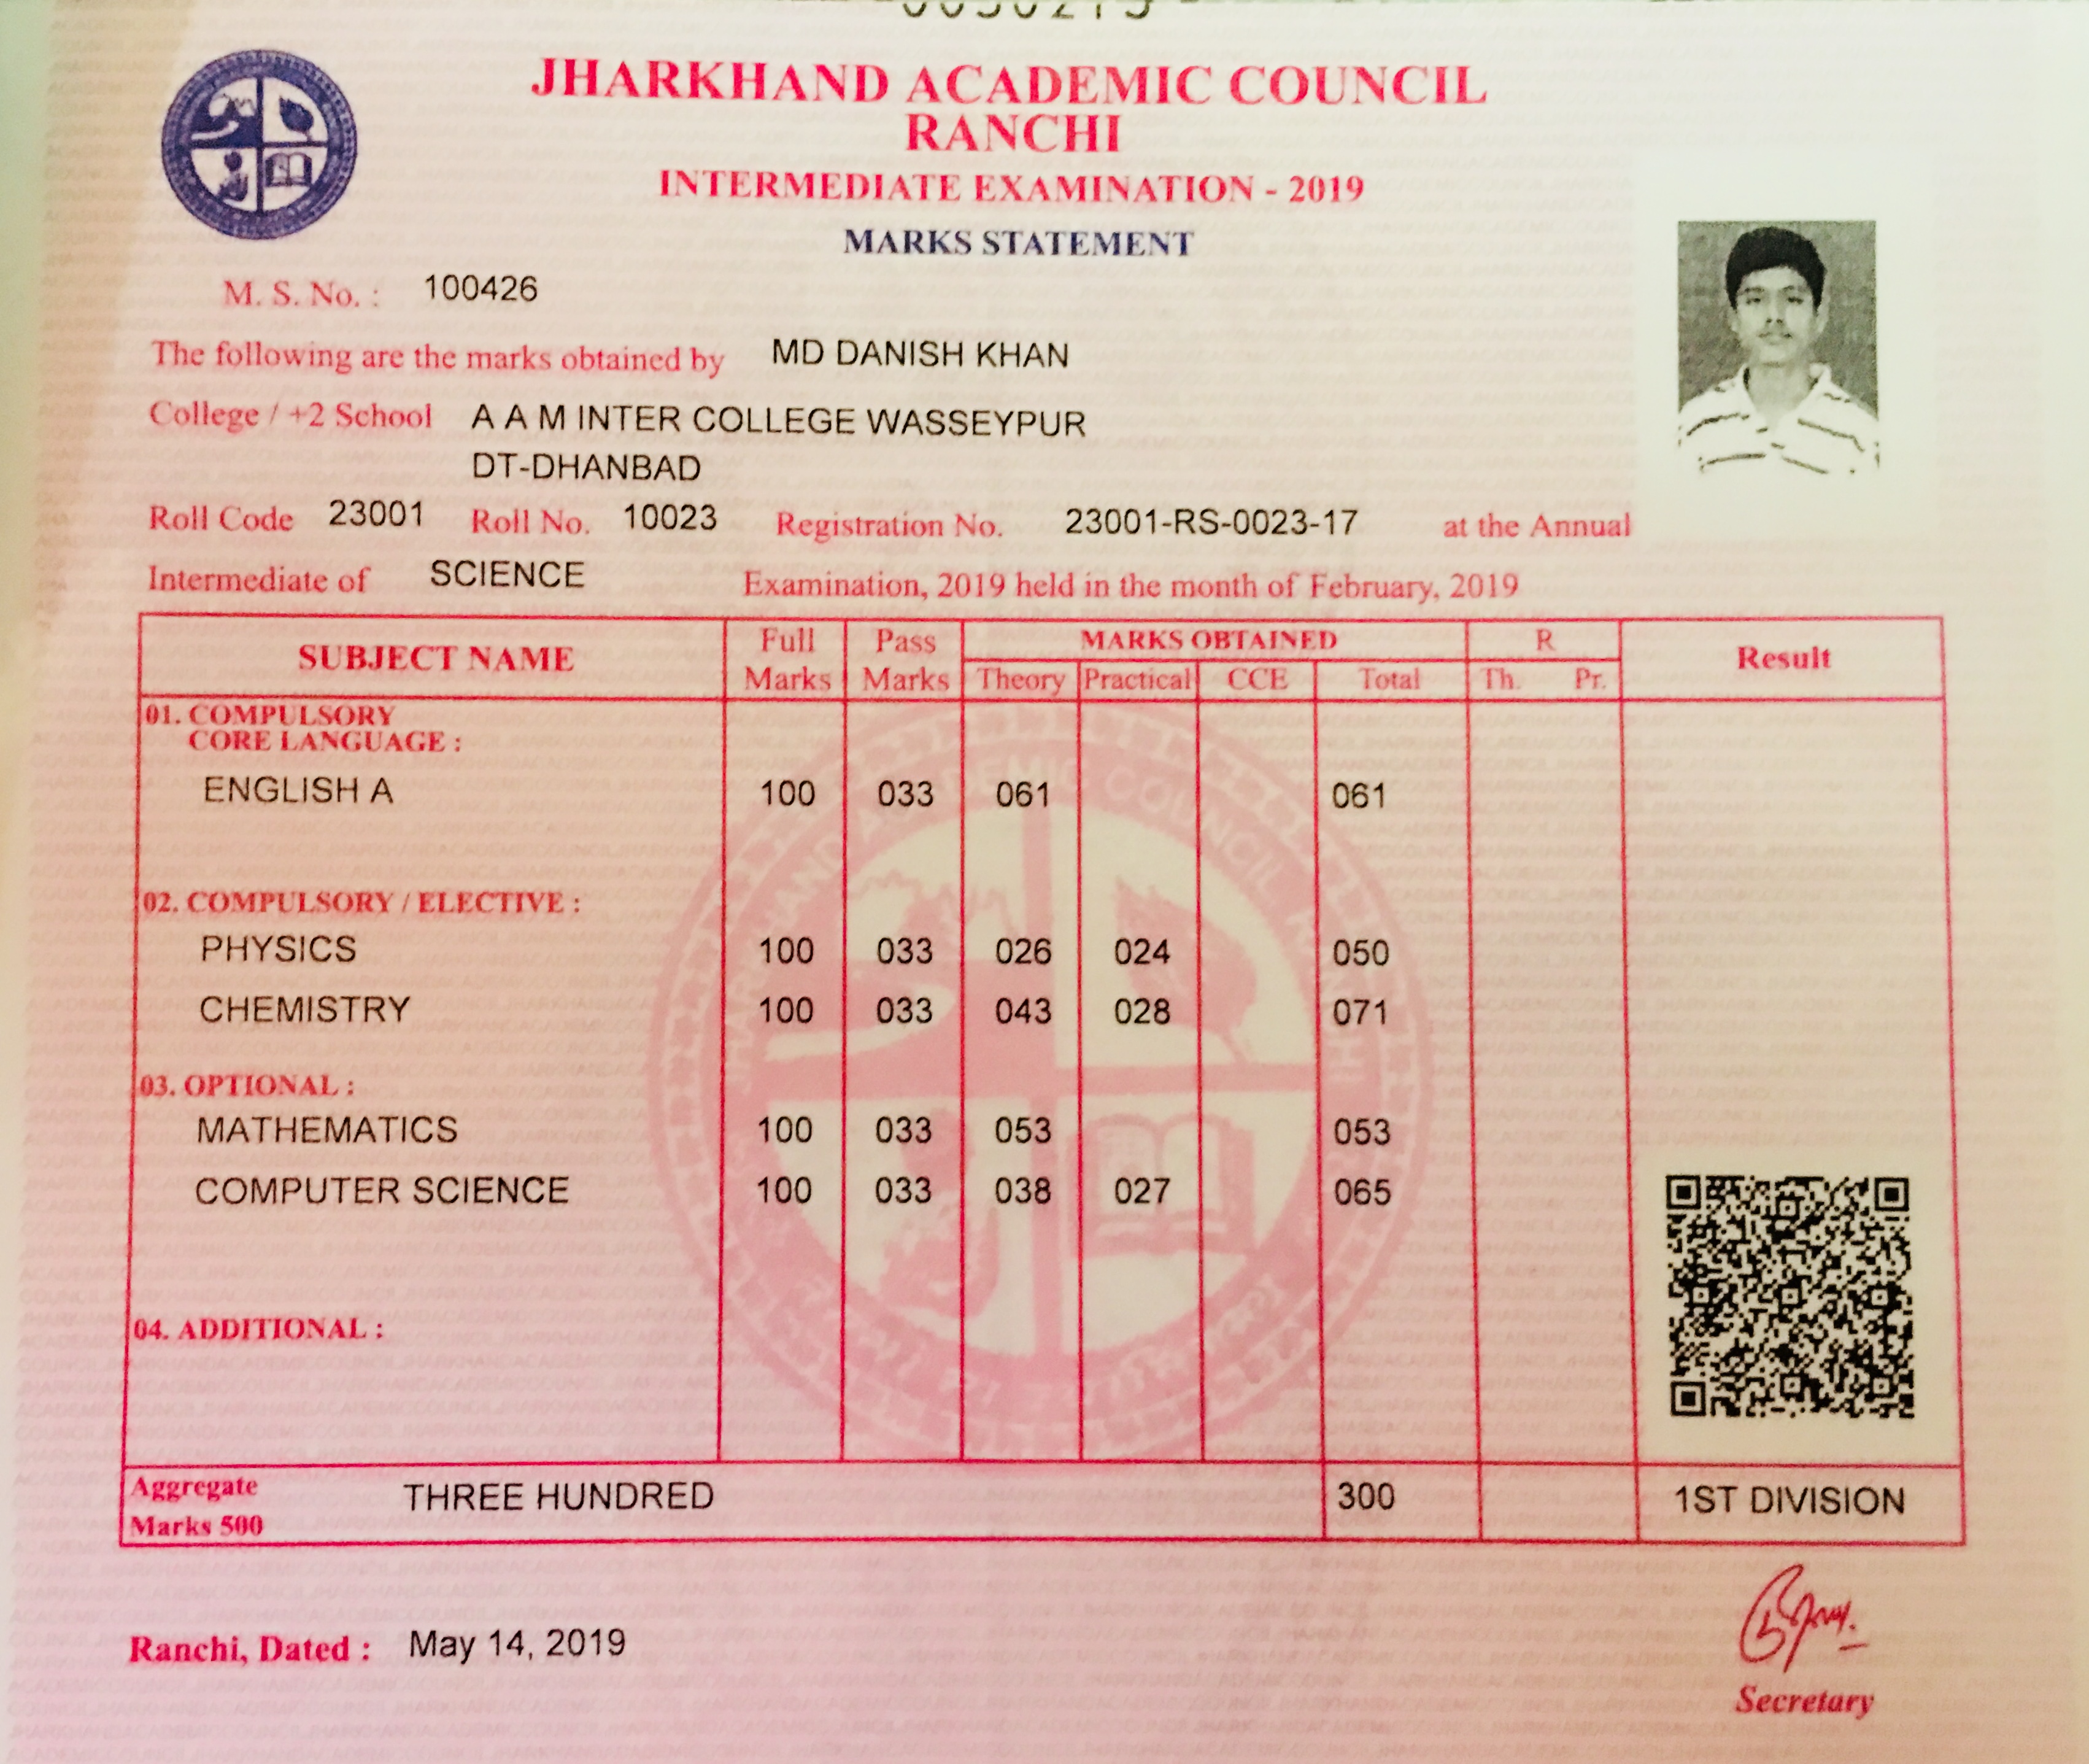 JHARKHAND ACADEMIC COUNCIL
RANCHI
INTERMEDIATE EXAMINATION - 2019
MARKS STATEMENT
M. S. No. : 100426
The following are the marks obtained by MD DANISH KHAN
College / +2 School A A M INTER COLLEGE WASSEYPUR
DT-DHANBAD
Roll Code 23001 Roll No. 10023 Registration No. 23001-RS-0023-17 at the Annual
Intermediate of SCIENCE Examination, 2019 held in the month of February, 2019
SUBJECT NAME Full Marks Pass Marks MARKS OBTAINED R Result
Theory Practical CCE Total Th. Pr.
01. COMPULSORY
CORE LANGUAGE :
ENGLISH A 100 033 061 061
02. COMPULSORY / ELECTIVE :
PHYSICS 100 033 026 024 050
CHEMISTRY 100 033 043 028 071
03. OPTIONAL :
MATHEMATICS 100 033 053 053
COMPUTER SCIENCE 100 033 038 027 065
04. ADDITIONAL :
Aggregate
Marks 500 THREE HUNDRED 300 1ST DIVISION
Ranchi, Dated : May 14, 2019
Secretary